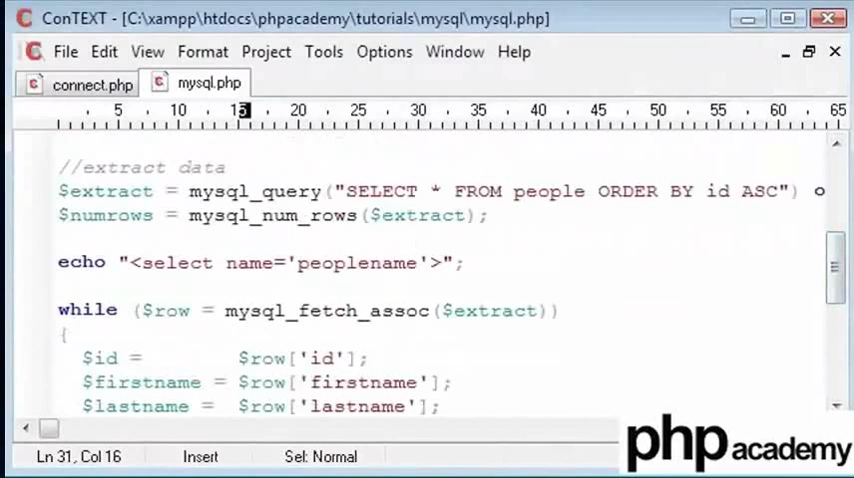 ConTEXT - [C:\xampp\htdocs\phpacademy\tutorials\mysql\mysql.php]
File Edit View Format Project Tools Options Window Help
connect.php mysql.php
5 10 15 20 25 30 35 40 45 50 55 60 65
//extract data
$extract = mysql_query("SELECT * FROM people ORDER BY id ASC") o
$numrows = mysql_num_rows($extract);
echo "<select name='peoplename'>";
while ($row = mysql_fetch_assoc($extract))
{
$id = $row['id'];
$firstname = $row['firstname'];
$lastname = $row['lastname'];
Ln 31, Col 16 Insert Sel: Normal
php academy